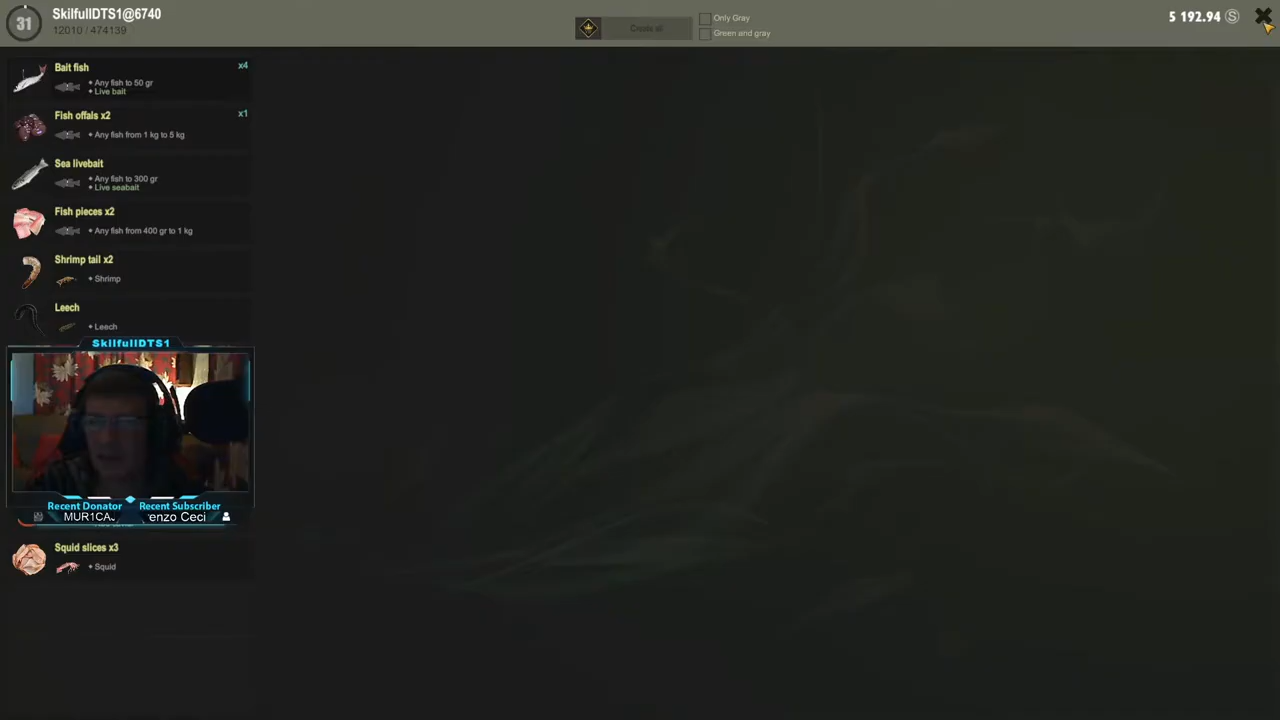 31
SkilfullDTS1@6740
12010 / 474139
Create all
Only Gray
Green and gray
5 192.94 S
Bait fish
x4
Any fish to 50 gr
Live bait
Fish offals x2
x1
Any fish from 1 kg to 5 kg
Sea livebait
Any fish to 300 gr
Live seabait
Fish pieces x2
Any fish from 400 gr to 1 kg
Shrimp tail x2
Shrimp
Leech
Leech
SkilfullDTS1
Recent Donator Recent Subscriber
MUR1CA enzo Ceci
Squid slices x3
Squid